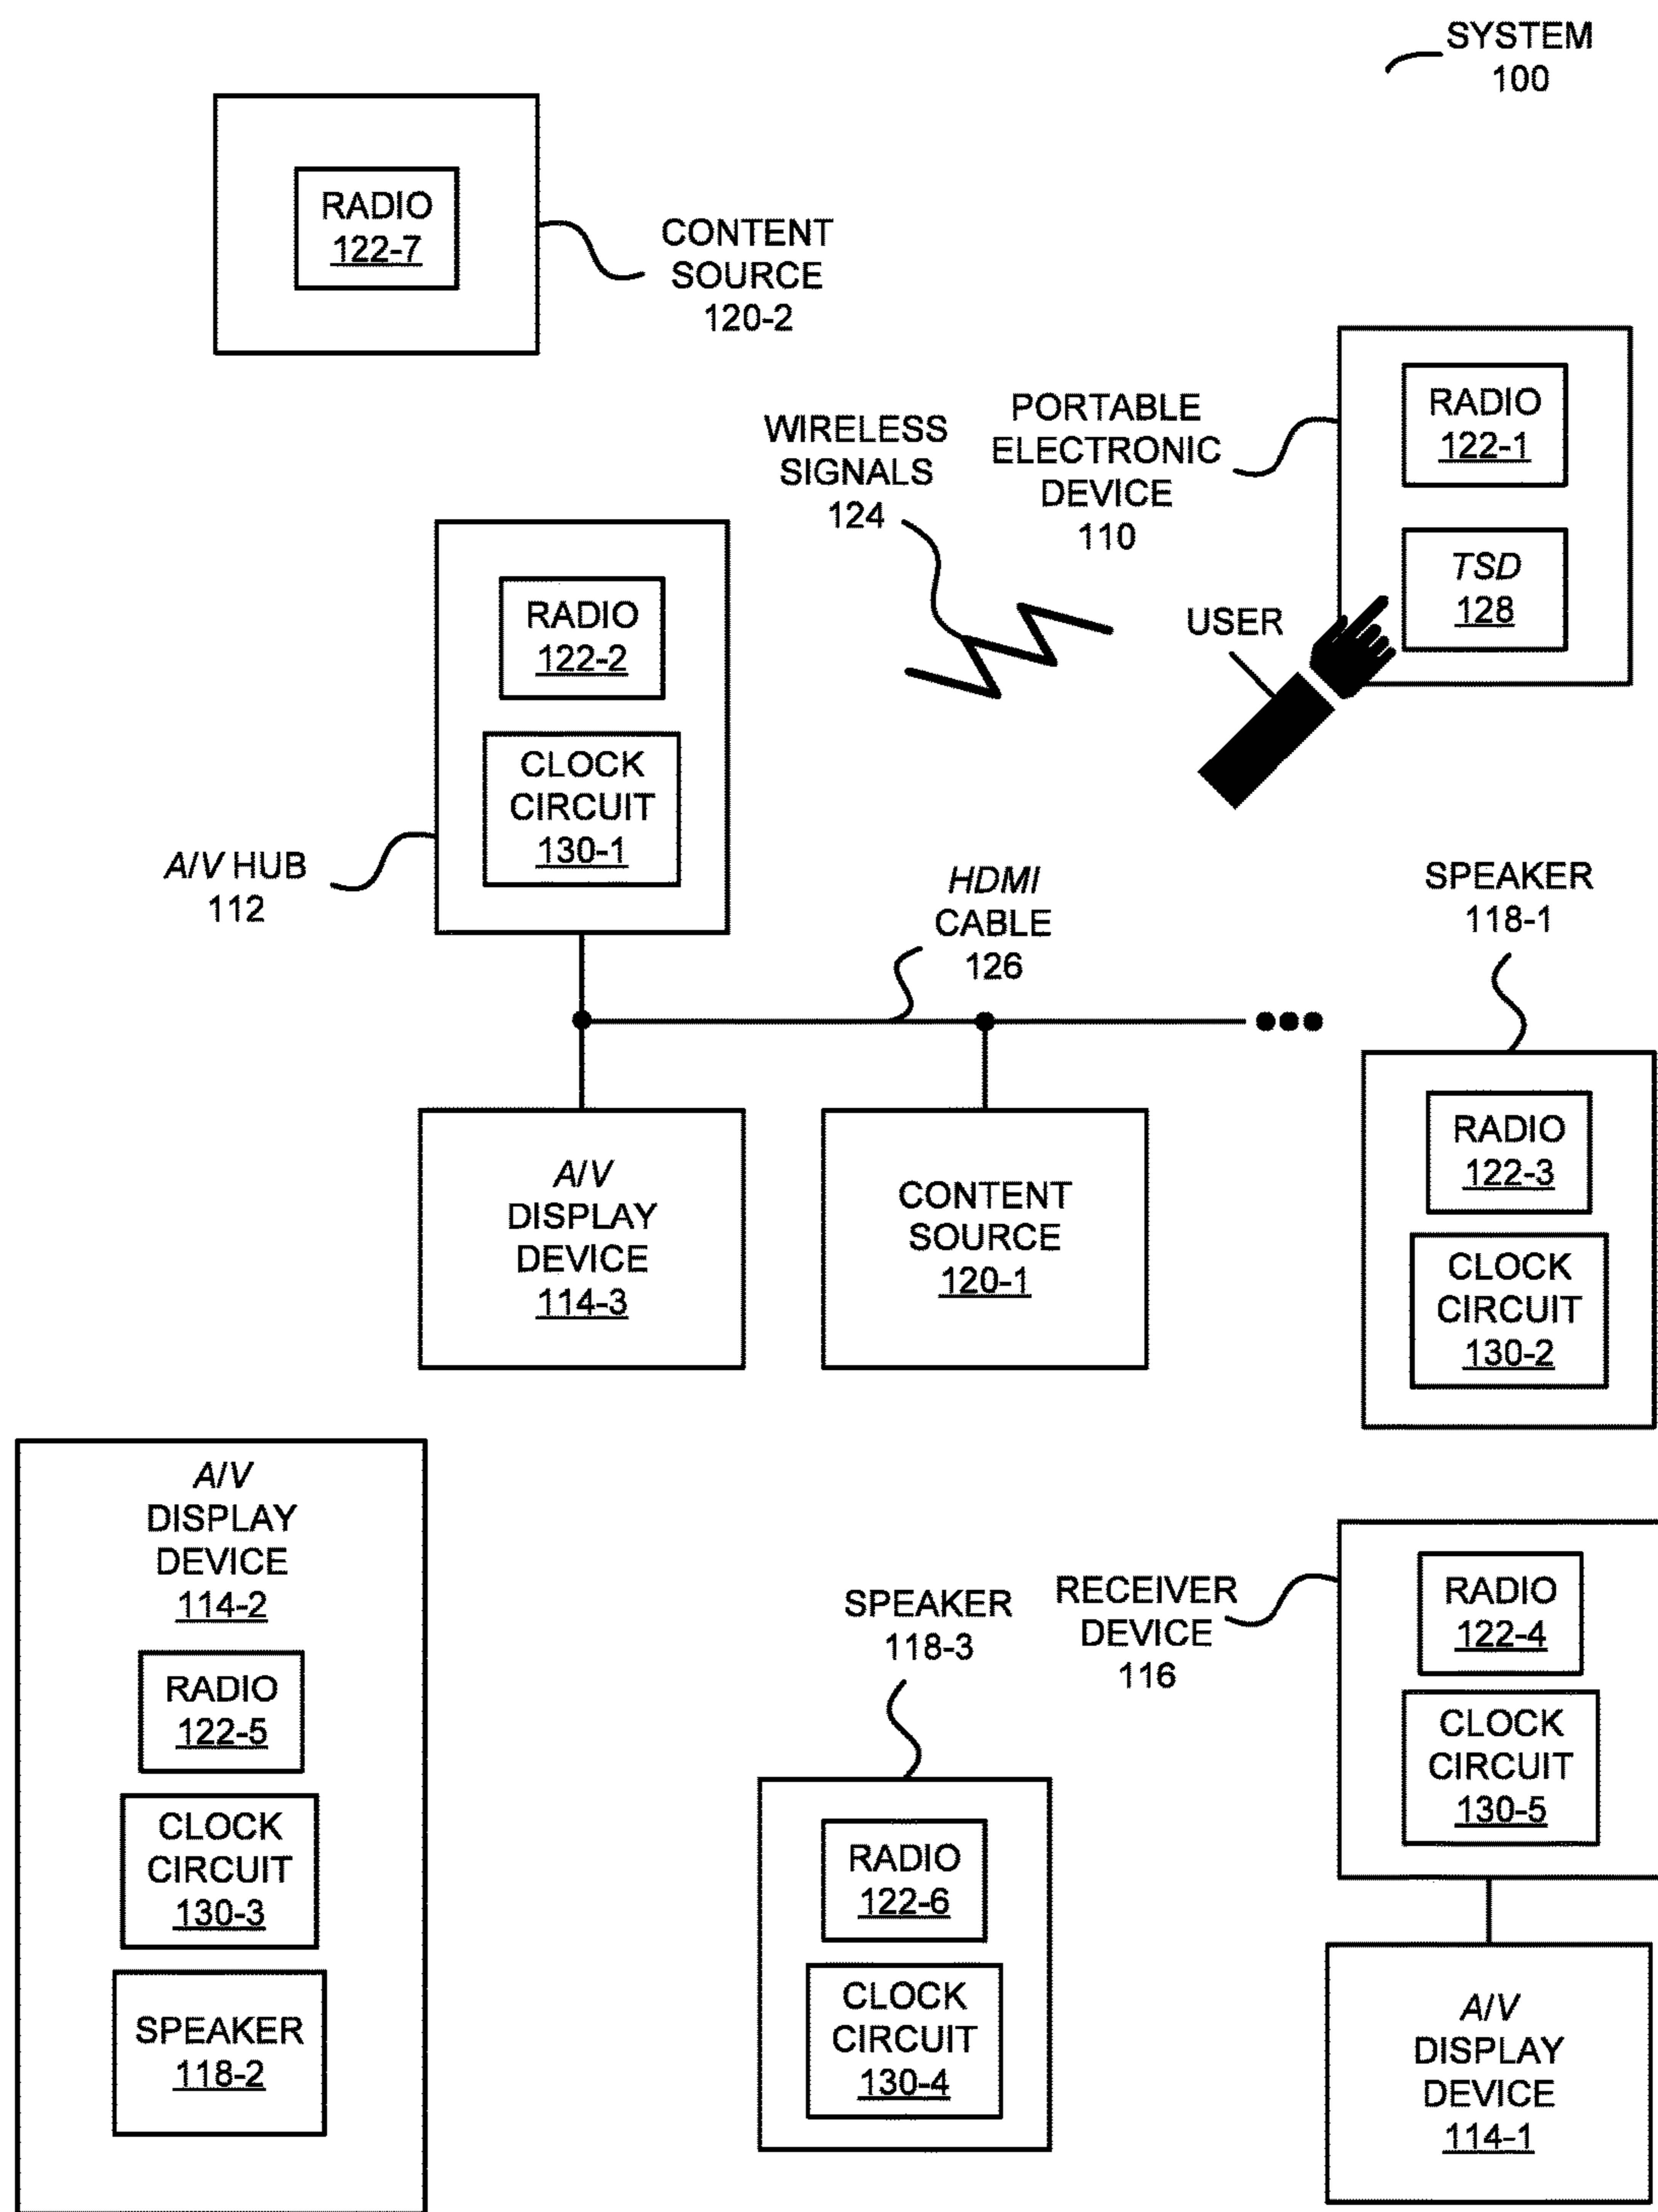 SYSTEM
100
RADIO
122-7
CONTENT
SOURCE
120-2
PORTABLE
ELECTRONIC
DEVICE
110
RADIO
122-1
TSD
128
WIRELESS
SIGNALS
124
USER
RADIO
122-2
CLOCK
CIRCUIT
130-1
A/V HUB
112
HDMI
CABLE
126
SPEAKER
118-1
RADIO
122-3
CLOCK
CIRCUIT
130-2
A/V
DISPLAY
DEVICE
114-3
CONTENT
SOURCE
120-1
A/V
DISPLAY
DEVICE
114-2
RADIO
122-5
CLOCK
CIRCUIT
130-3
SPEAKER
118-2
SPEAKER
118-3
RADIO
122-6
CLOCK
CIRCUIT
130-4
RECEIVER
DEVICE
116
RADIO
122-4
CLOCK
CIRCUIT
130-5
A/V
DISPLAY
DEVICE
114-1